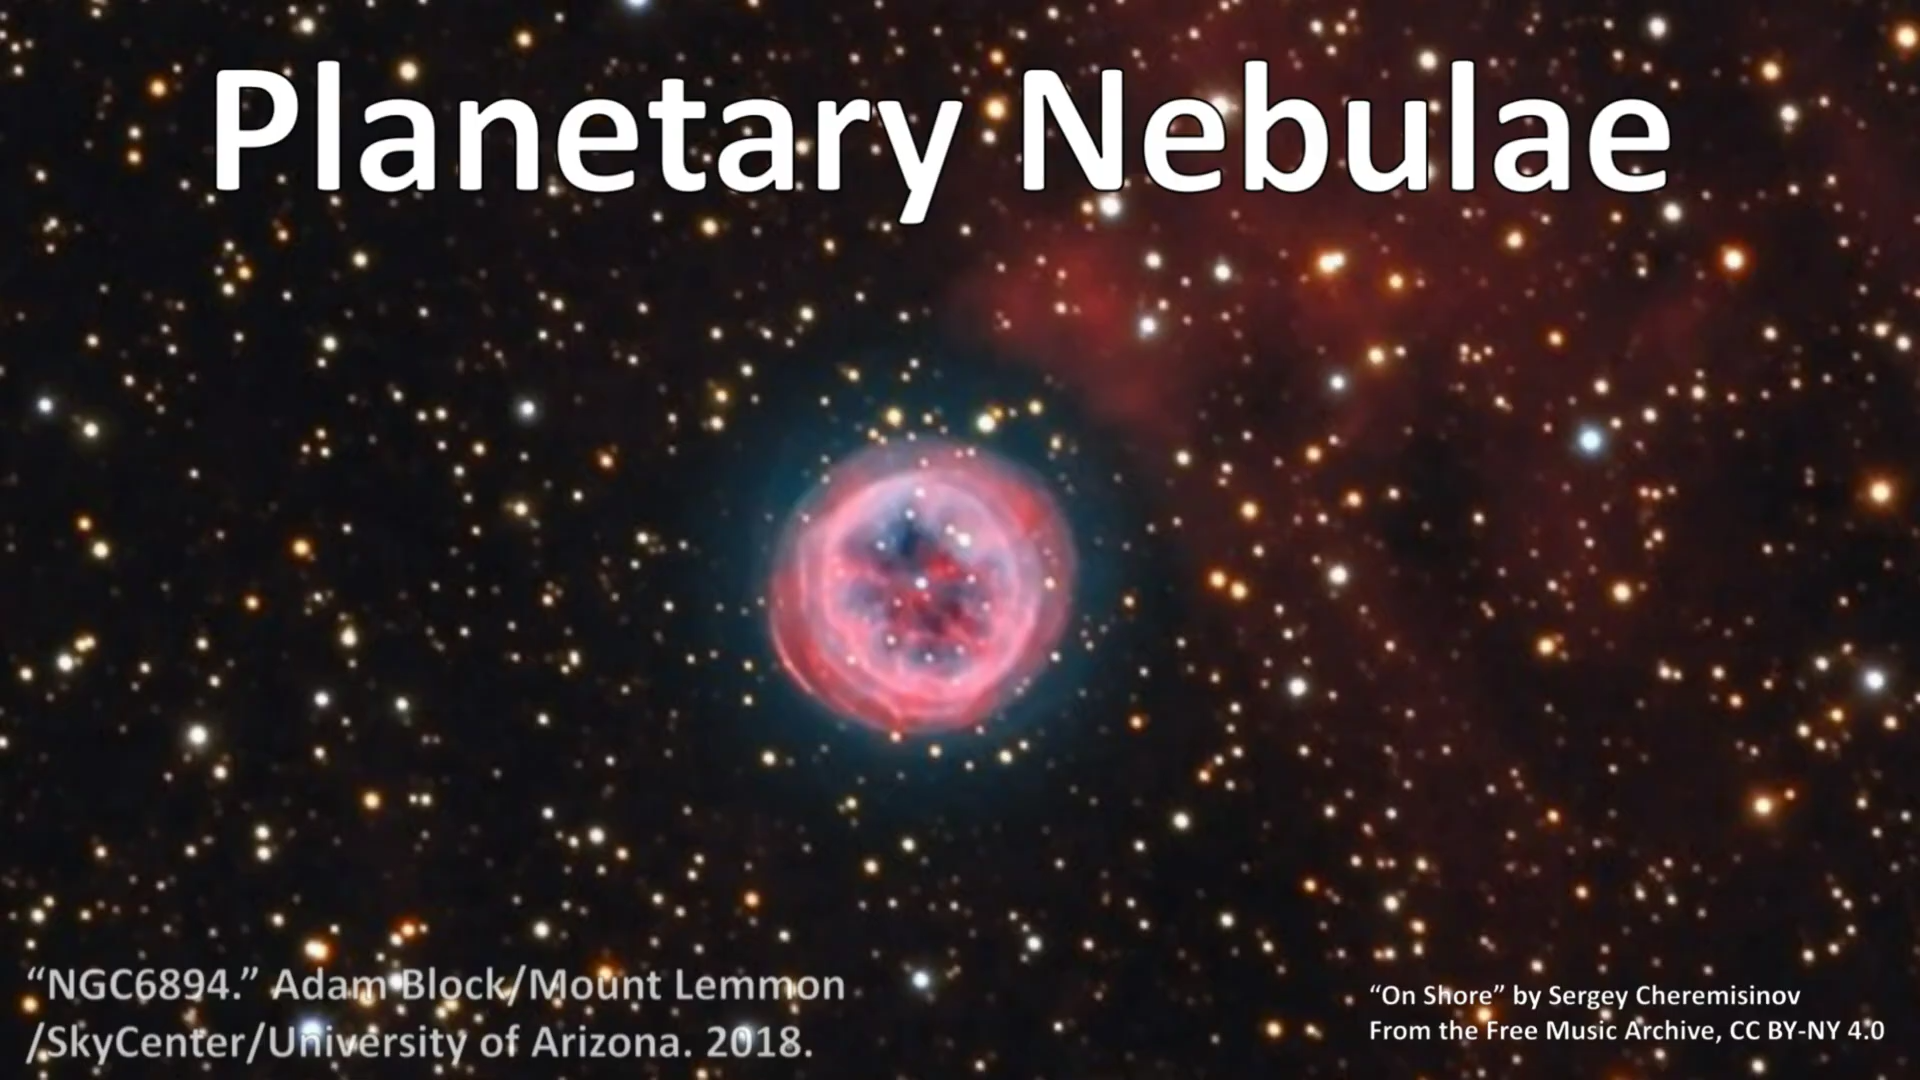 Planetary Nebulae
“NGC6894.” Adam Block/Mount Lemmon
/SkyCenter/University of Arizona. 2018.
“On Shore” by Sergey Cheremisinov
From the Free Music Archive, CC BY-NY 4.0